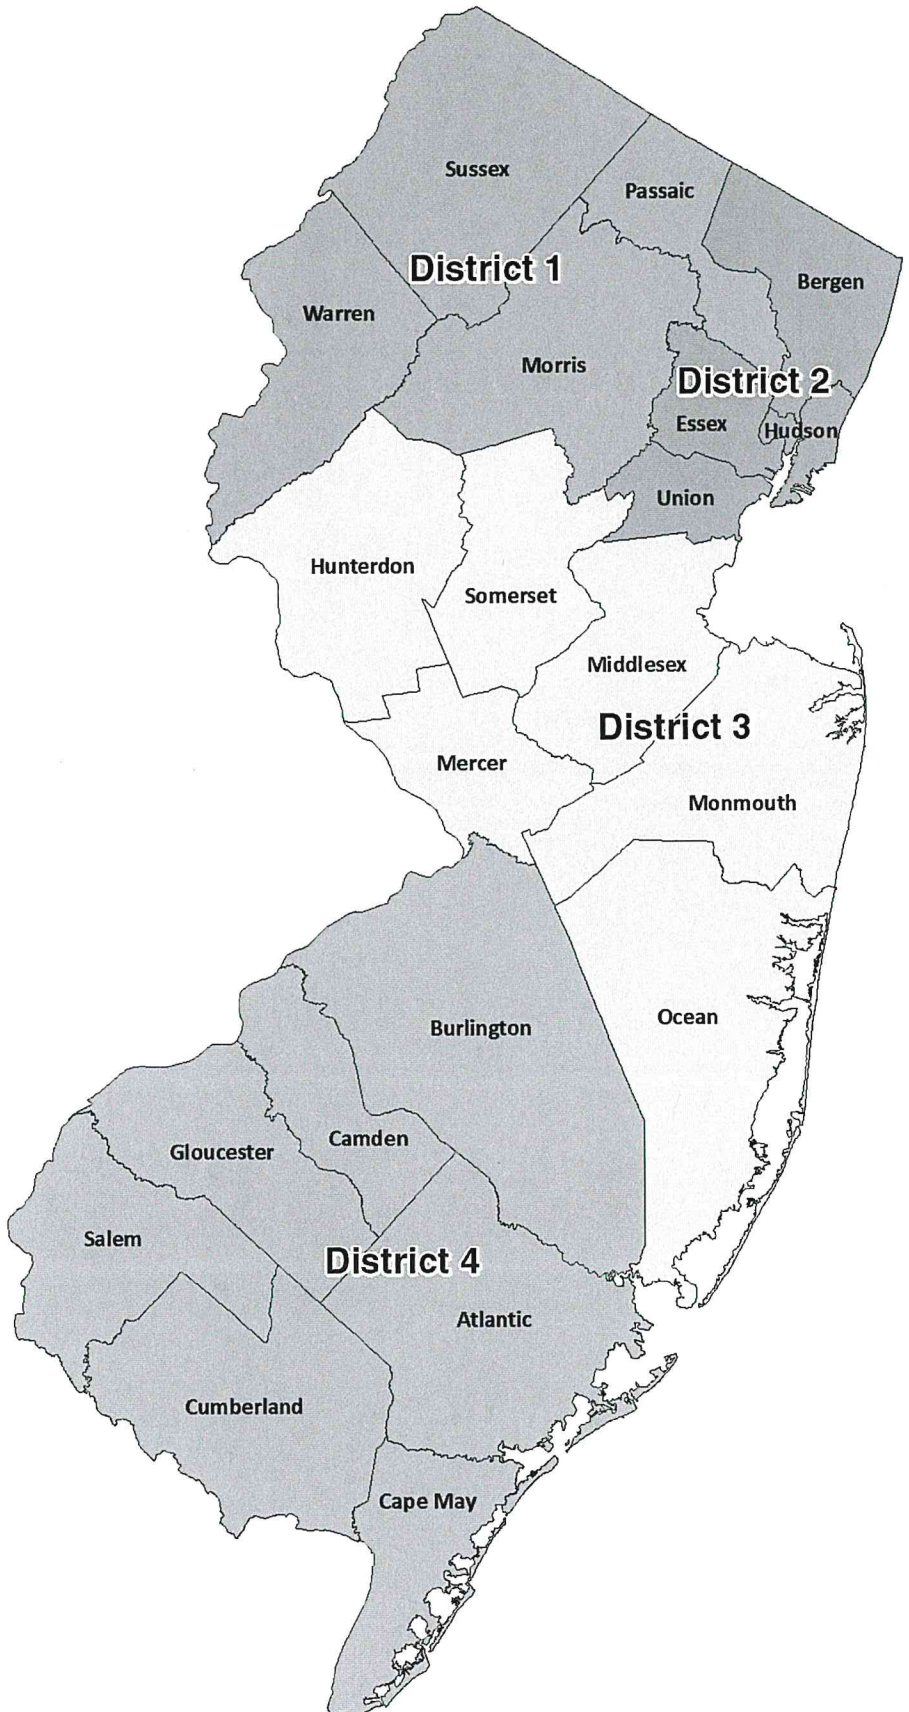 Sussex
Passaic
District 1
Bergen
Warren
Morris
District 2
Essex
Hudson
Union
Hunterdon
Somerset
Middlesex
District 3
Mercer
Monmouth
Ocean
Burlington
Camden
Gloucester
Salem
District 4
Atlantic
Cumberland
Cape May